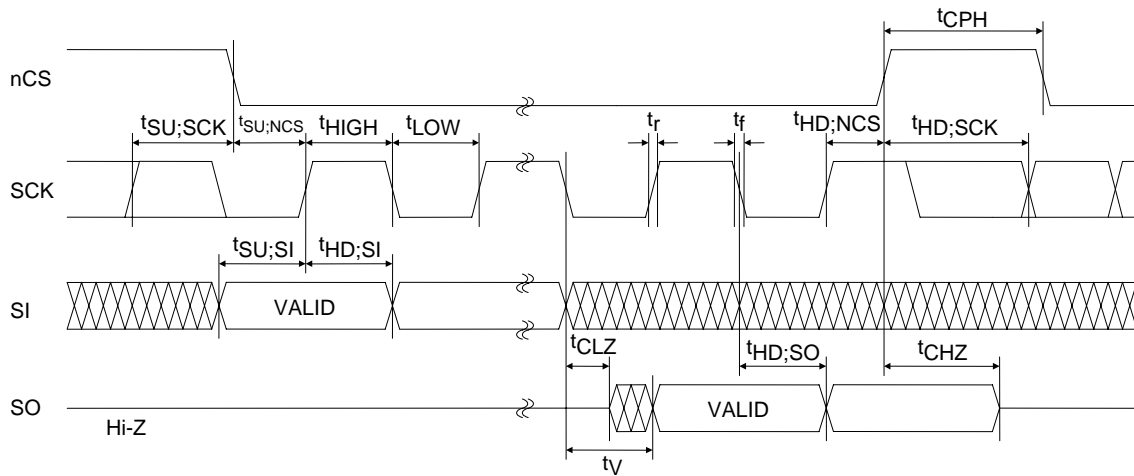 tCPH
nCS
tSU;SCK tSU;NCS tHIGH tLOW tr tf tHD;NCS tHD;SCK
SCK
tSU;SI tHD;SI
SI VALID
tCLZ tHD;SO tCHZ
SO VALID
Hi-Z
tV